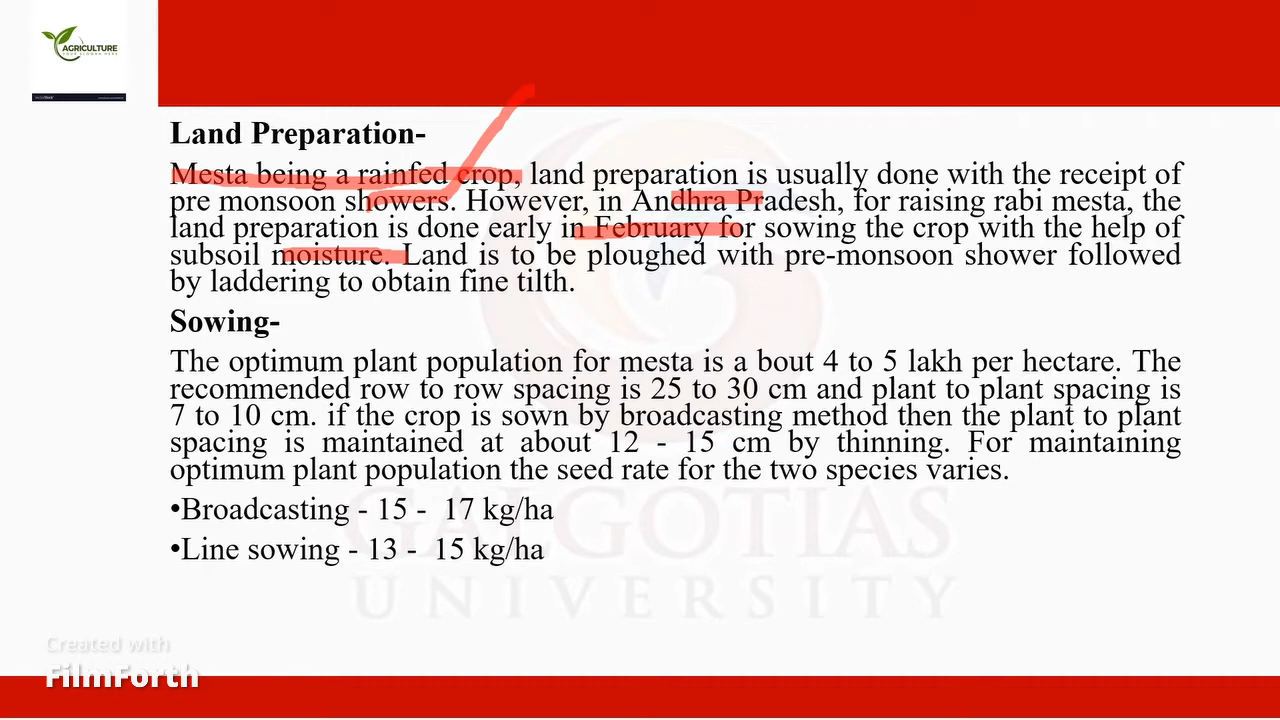 AGRICULTURE
Land Preparation-
Mesta being a rainfed crop, land preparation is usually done with the receipt of
pre monsoon showers. However, in Andhra Pradesh, for raising rabi mesta, the
land preparation is done early in February for sowing the crop with the help of
subsoil moisture. Land is to be ploughed with pre-monsoon shower followed
by laddering to obtain fine tilth.
Sowing-
The optimum plant population for mesta is a bout 4 to 5 lakh per hectare. The
recommended row to row spacing is 25 to 30 cm and plant to plant spacing is
7 to 10 cm. if the crop is sown by broadcasting method then the plant to plant
spacing is maintained at about 12 - 15 cm by thinning. For maintaining
optimum plant population the seed rate for the two species varies.
•Broadcasting - 15 - 17 kg/ha
•Line sowing - 13 - 15 kg/ha
GALGOTIAS
UNIVERSITY
Created with
FilmForth